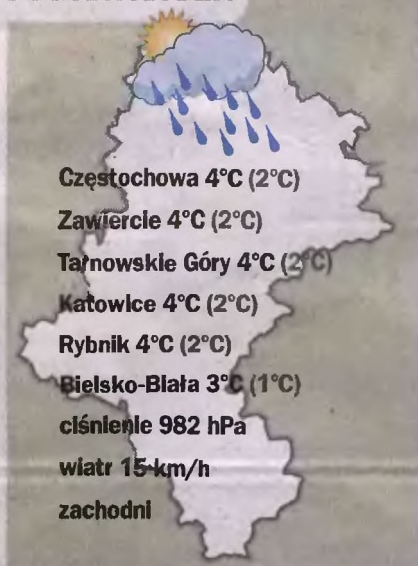 Częstochowa 4°C (2°C)
Zawiercie 4°C (2°C)
Tarnowskie Góry 4°C (2°C)
Katowice 4°C (2°C)
Rybnik 4°C (2°C)
Bielsko-Biała 3°C (1°C)
ciśnienie 982 hPa
wiatr 15 km/h
zachodni